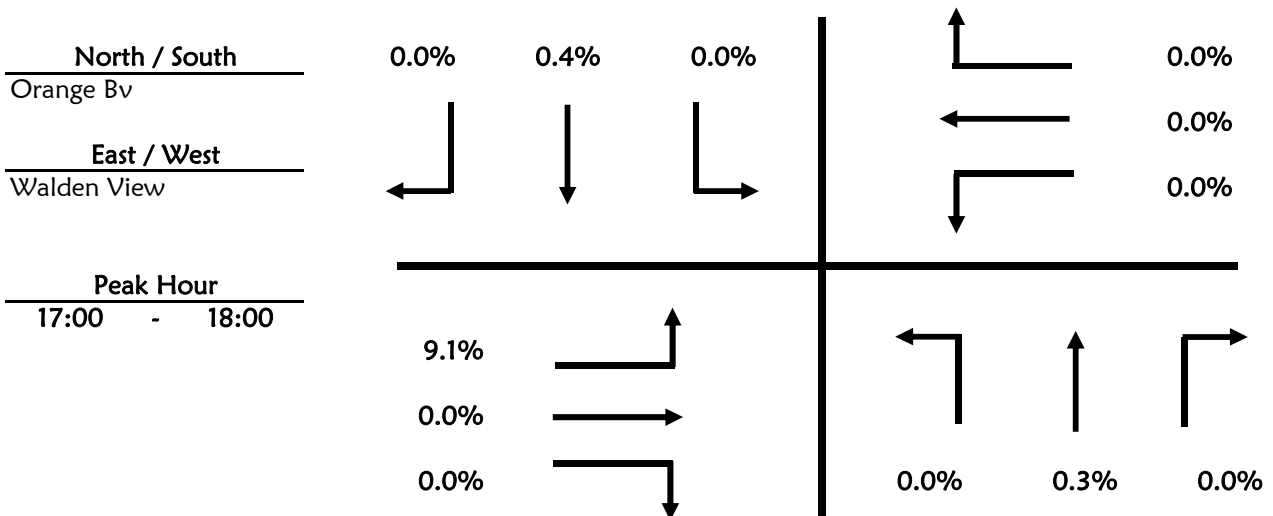 North / South
Orange Bv
East / West
Walden View
Peak Hour
17:00 - 18:00
0.0% 0.4% 0.0%
0.0%
0.0%
0.0%
9.1%
0.0%
0.0%
0.0% 0.3% 0.0%